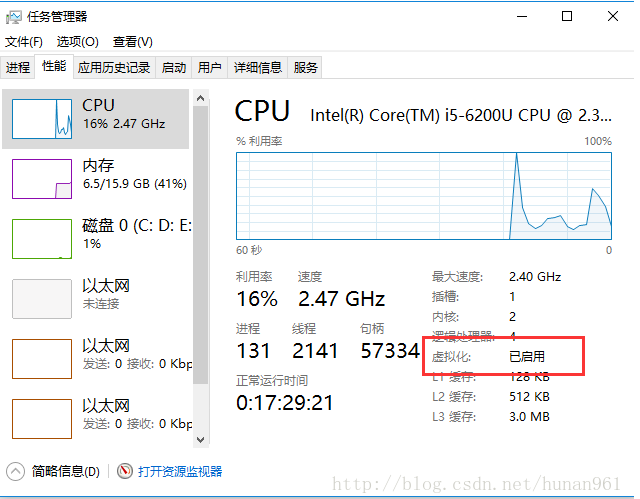 任务管理器
文件(F) 选项(O) 查看(V)
进程 性能 应用历史记录 启动 用户 详细信息 服务
CPU
16% 2.47 GHz
内存
6.5/15.9 GB (41%)
磁盘 0 (C: D: E:
1%
以太网
未连接
以太网
发送: 0 接收: 0 Kbp
以太网
发送: 0 接收: 0 Kbp
CPU Intel(R) Core(TM) i5-6200U CPU @ 2.3...
% 利用率 100%
60 秒 0
利用率 速度
16% 2.47 GHz
进程 线程 句柄
131 2141 57334
正常运行时间
0:17:29:21
最大速度: 2.40 GHz
插槽: 1
内核: 2
逻辑处理器: 4
虚拟化: 已启用
L1 缓存: 128 KB
L2 缓存: 512 KB
L3 缓存: 3.0 MB
简略信息(D) 打开资源监视器
http://blog.csdn.net/hunan961